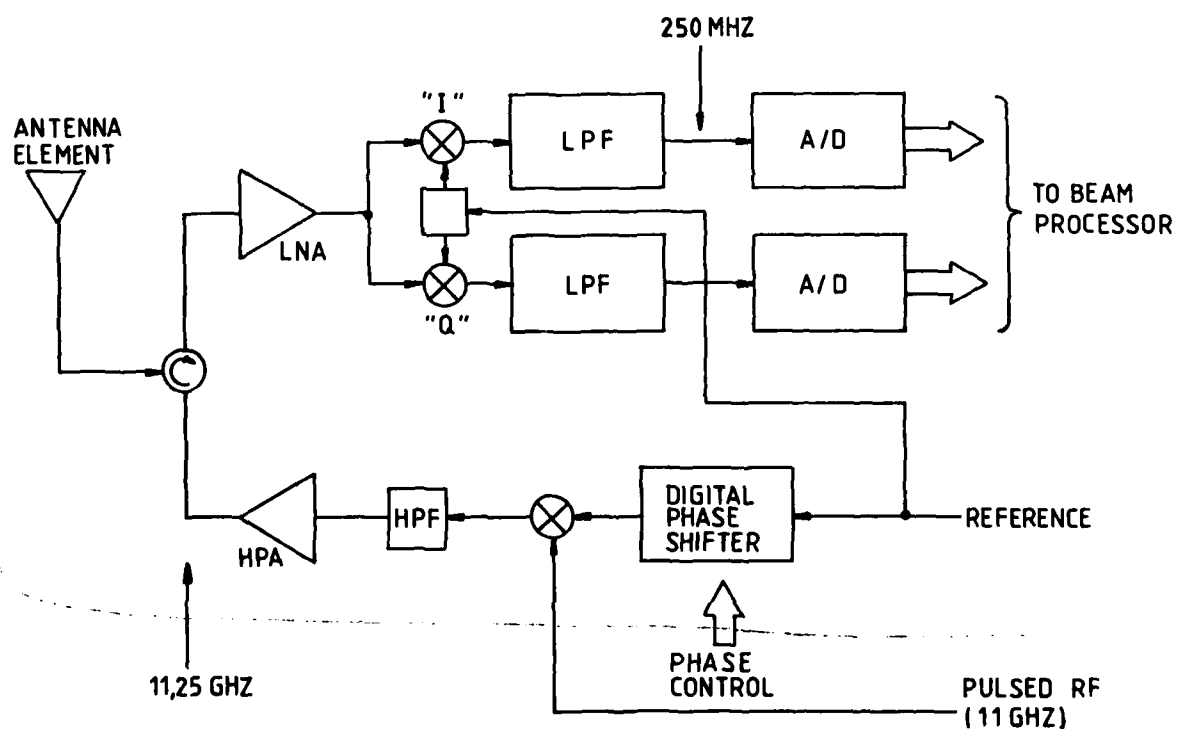 250 MHZ
"I"
ANTENNA
ELEMENT
LPF
A/D
LNA
TO BEAM
PROCESSOR
LPF
A/D
"Q"
DIGITAL
PHASE
SHIFTER
HPF
REFERENCE
HPA
PHASE
CONTROL
11,25 GHZ
PULSED RF
(11 GHZ)